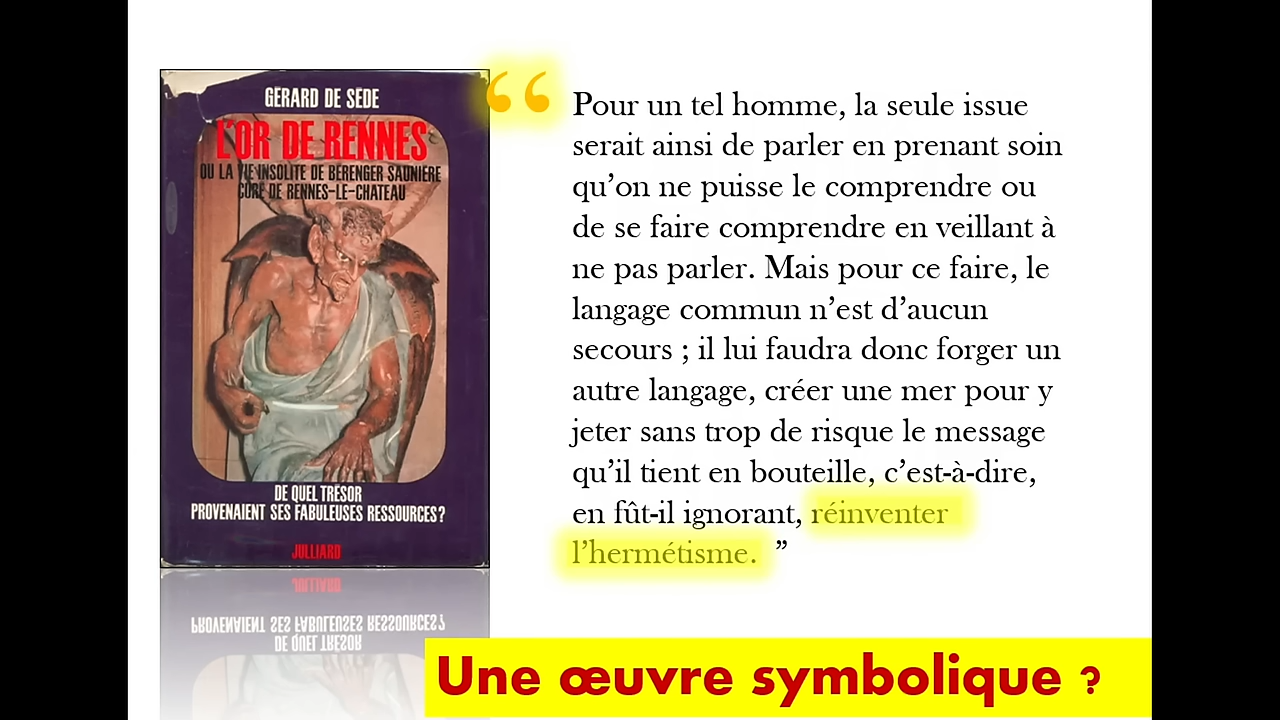 GÉRARD DE SÈDE
L'OR DE RENNES
OU LA VIE INSOLITE DE BÉRENGER SAUNIÈRE
CURÉ DE RENNES-LE-CHATEAU
DE QUEL TRÉSOR
PROVENAIENT SES FABULEUSES RESSOURCES?
JULLIARD
“
Pour un tel homme, la seule issue
serait ainsi de parler en prenant soin
qu’on ne puisse le comprendre ou
de se faire comprendre en veillant à
ne pas parler. Mais pour ce faire, le
langage commun n’est d’aucun
secours ; il lui faudra donc forger un
autre langage, créer une mer pour y
jeter sans trop de risque le message
qu’il tient en bouteille, c’est-à-dire,
en fût-il ignorant, réinventer
l’hermétisme. ”
Une œuvre symbolique ?